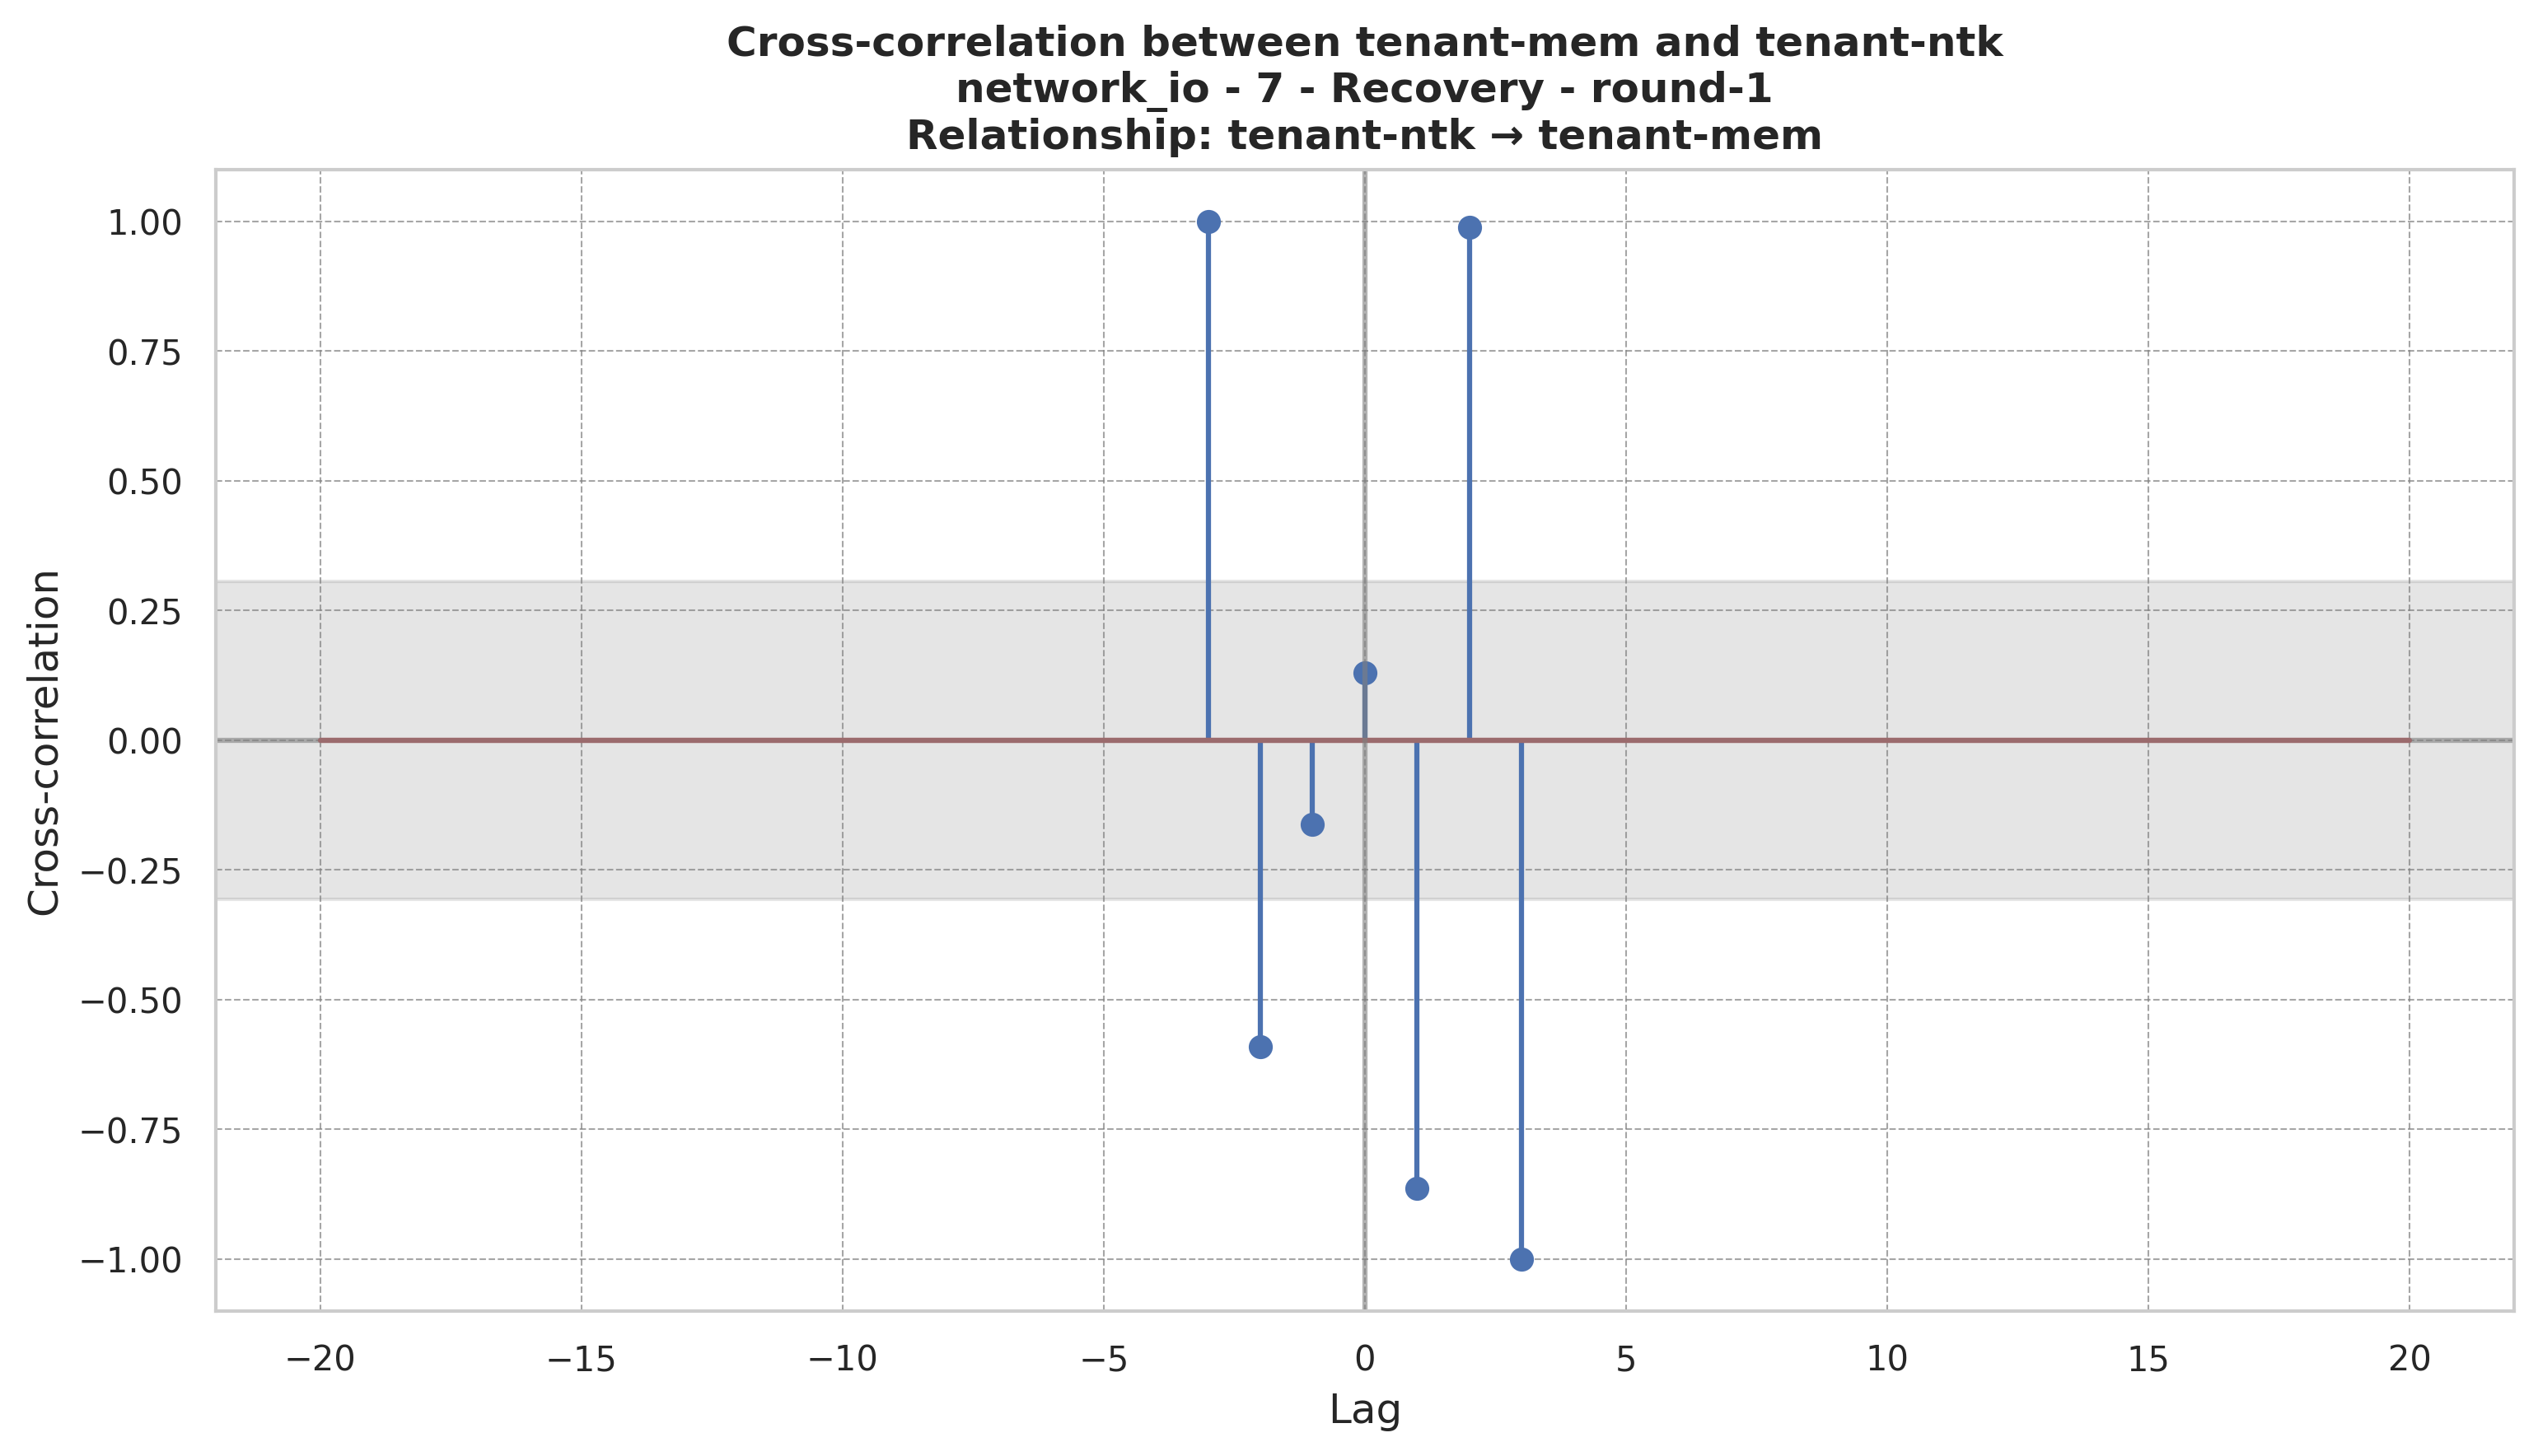 Cross-correlation between tenant-mem and tenant-ntk
network_io - 7 - Recovery - round-1
Relationship: tenant-ntk → tenant-mem
Cross-correlation
1.00
0.75
0.50
0.25
0.00
−0.25
−0.50
−0.75
−1.00
−20 −15 −10 −5 0 5 10 15 20
Lag